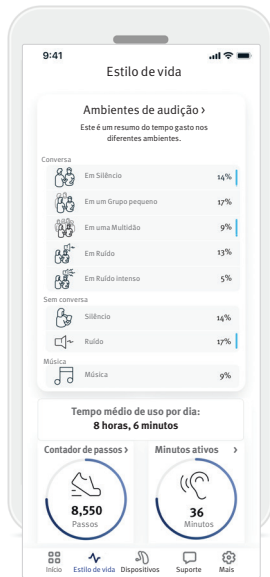 9:41
Estilo de vida
Ambientes de audição >
Este é um resumo do tempo gasto nos
diferentes ambientes.
Conversa
Em Silêncio 14%
Em um Grupo pequeno 17%
Em uma Multidão 9%
Em Ruído 13%
Em Ruído intenso 5%
Sem conversa
Silêncio 14%
Ruído 17%
Música
Música 9%
Tempo médio de uso por dia:
8 horas, 6 minutos
Contador de passos > Minutos ativos >
8,550 36
Passos Minutos
Início Estilo de vida Dispositivos Suporte Mais